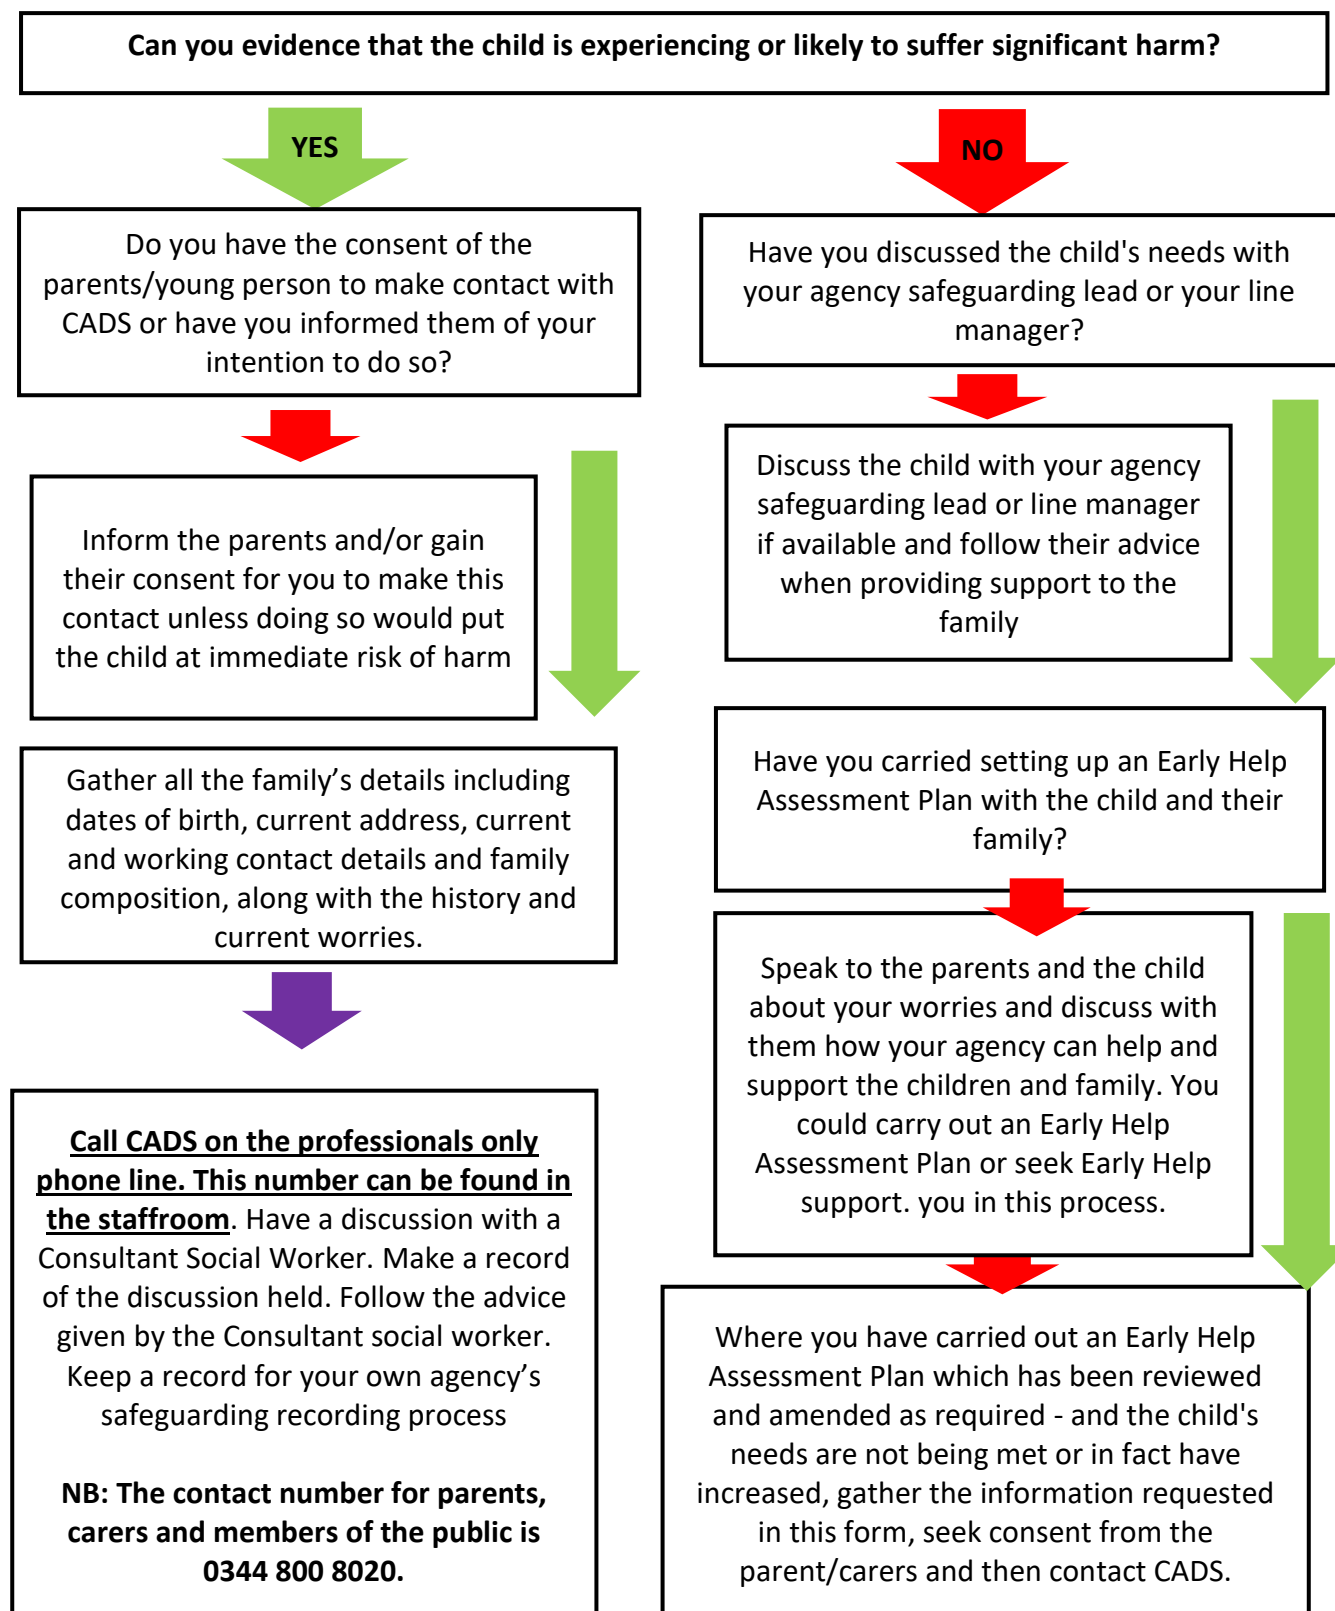 Can you evidence that the child is experiencing or likely to suffer significant harm?
YES
Do you have the consent of the
parents/young person to make contact with
CADS or have you informed them of your
intention to do so?
Inform the parents and/or gain
their consent for you to make this
contact unless doing so would put
the child at immediate risk of harm
Gather all the family’s details including
dates of birth, current address, current
and working contact details and family
composition, along with the history and
current worries.
Call CADS on the professionals only
phone line. This number can be found in
the staffroom. Have a discussion with a
Consultant Social Worker. Make a record
of the discussion held. Follow the advice
given by the Consultant social worker.
Keep a record for your own agency’s
safeguarding recording process
NB: The contact number for parents,
carers and members of the public is
0344 800 8020.
NO
Have you discussed the child's needs with
your agency safeguarding lead or your line
manager?
Discuss the child with your agency
safeguarding lead or line manager
if available and follow their advice
when providing support to the
family
Have you carried setting up an Early Help
Assessment Plan with the child and their
family?
Speak to the parents and the child
about your worries and discuss with
them how your agency can help and
support the children and family. You
could carry out an Early Help
Assessment Plan or seek Early Help
support. you in this process.
Where you have carried out an Early Help
Assessment Plan which has been reviewed
and amended as required - and the child's
needs are not being met or in fact have
increased, gather the information requested
in this form, seek consent from the
parent/carers and then contact CADS.